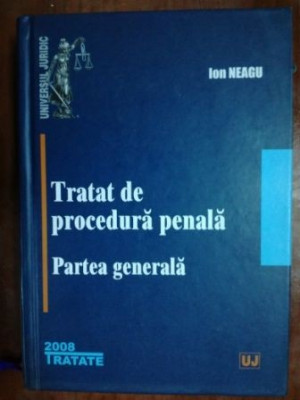 UNIVERSUL JURIDIC
Ion NEAGU
Tratat de
procedură penală
Partea generală
2008
TRATATE
UJ